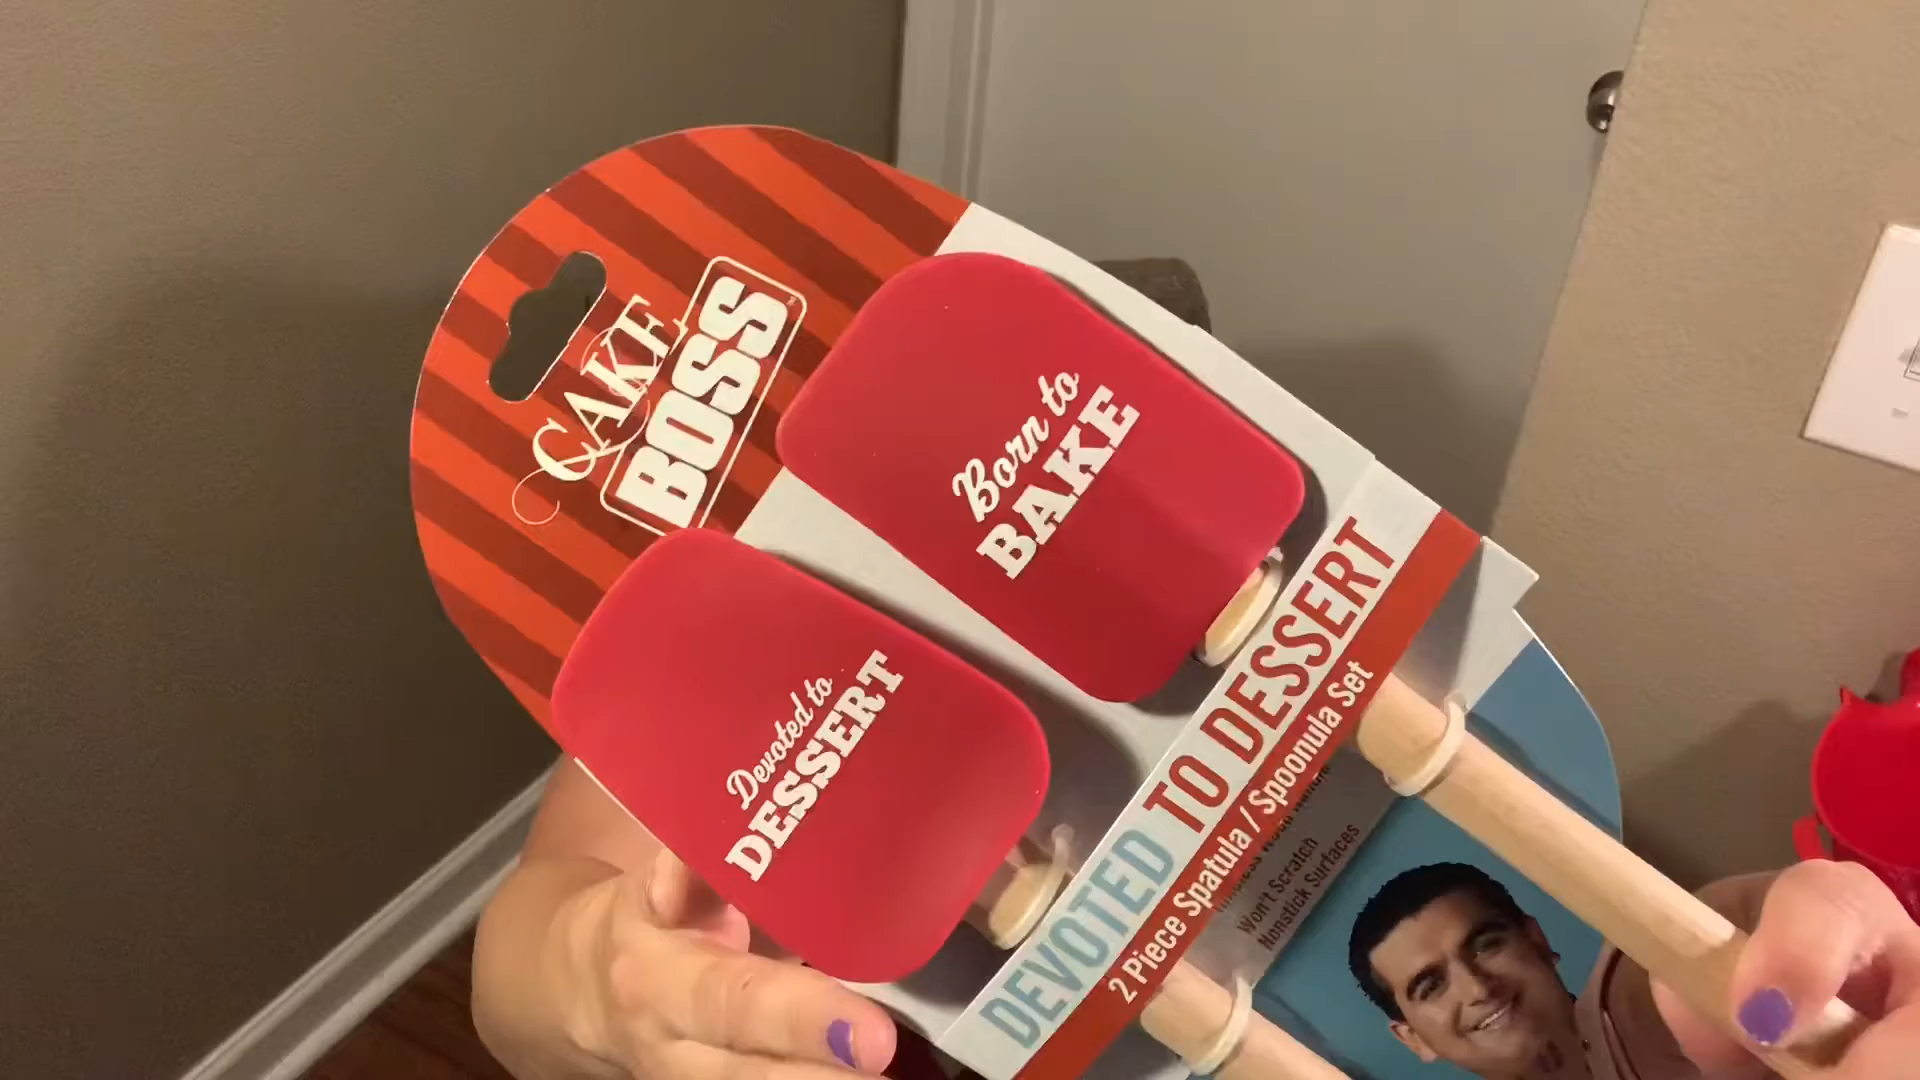 CAKE
BOSS
Born to
BAKE
Devoted to
DESSERT
DEVOTED TO DESSERT
2 Piece Spatula / Spoonula Set
Won't Scratch
Nonstick Surfaces